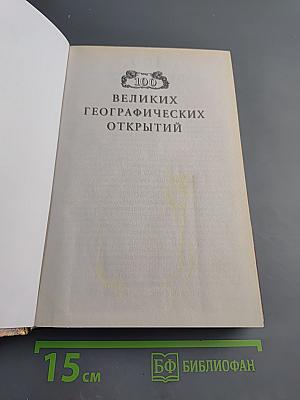 100
ВЕЛИКИХ
ГЕОГРАФИЧЕСКИХ
ОТКРЫТИЙ
15 см
БФ БИБЛИОФАН